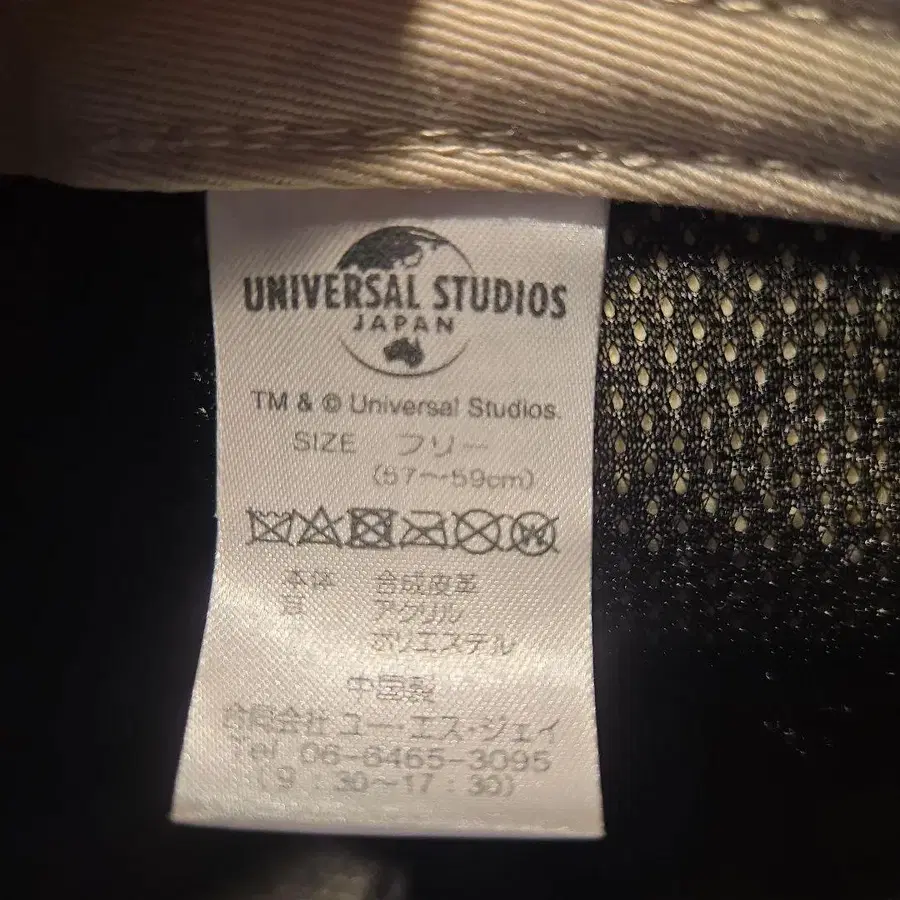 UNIVERSAL STUDIOS
JAPAN
TM & © Universal Studios.
SIZE フリー
(57〜59cm)
W
本体 合成皮革
目 アクリル
ポリエステル
中国製
合同会社 ユー・エス・ジェイ
Tel 06-6465-3095
(9:30〜17:30)